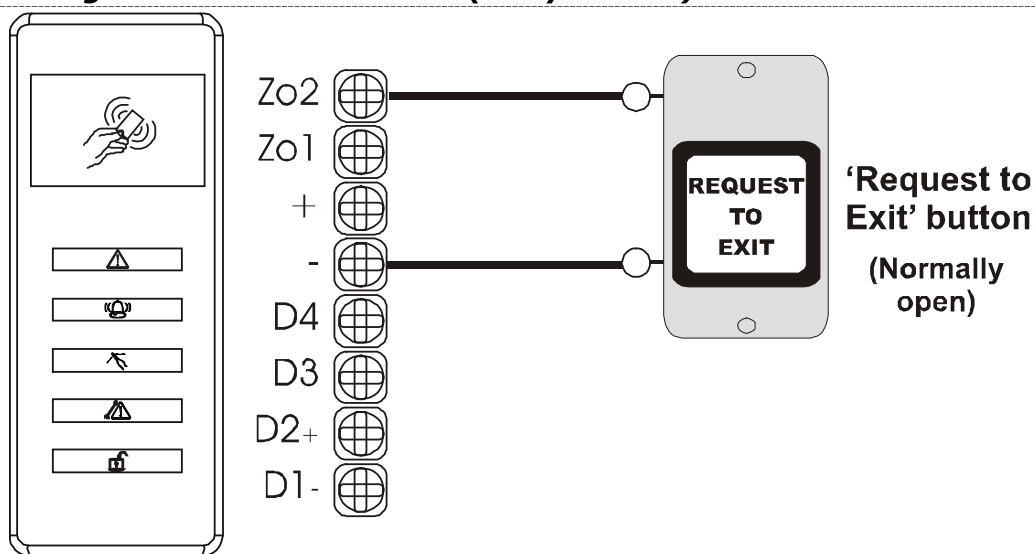 Zo2
Zo1
+
-
D4
D3
D2+
D1-
REQUEST
TO
EXIT
‘Request to
Exit’ button
(Normally
open)